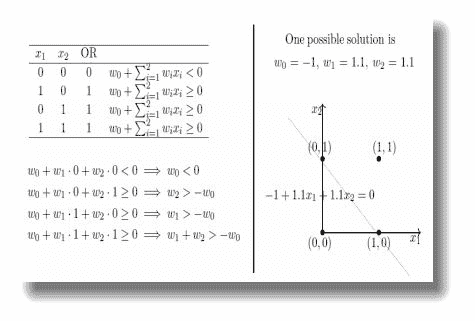 x₁ x₂ OR
0 0 0 w₀ + ∑²ᵢ₌₁ wᵢxᵢ < 0
1 0 1 w₀ + ∑²ᵢ₌₁ wᵢxᵢ ≥ 0
0 1 1 w₀ + ∑²ᵢ₌₁ wᵢxᵢ ≥ 0
1 1 1 w₀ + ∑²ᵢ₌₁ wᵢxᵢ ≥ 0
w₀ + w₁ · 0 + w₂ · 0 < 0 ⟹ w₀ < 0
w₀ + w₁ · 0 + w₂ · 1 ≥ 0 ⟹ w₂ > −w₀
w₀ + w₁ · 1 + w₂ · 0 ≥ 0 ⟹ w₁ > −w₀
w₀ + w₁ · 1 + w₂ · 1 ≥ 0 ⟹ w₁ + w₂ > −w₀
One possible solution is
w₀ = −1, w₁ = 1.1, w₂ = 1.1
x₂
(0,1) (1,1)
−1 + 1.1x₁ + 1.1x₂ = 0
x₁
(0,0) (1,0)